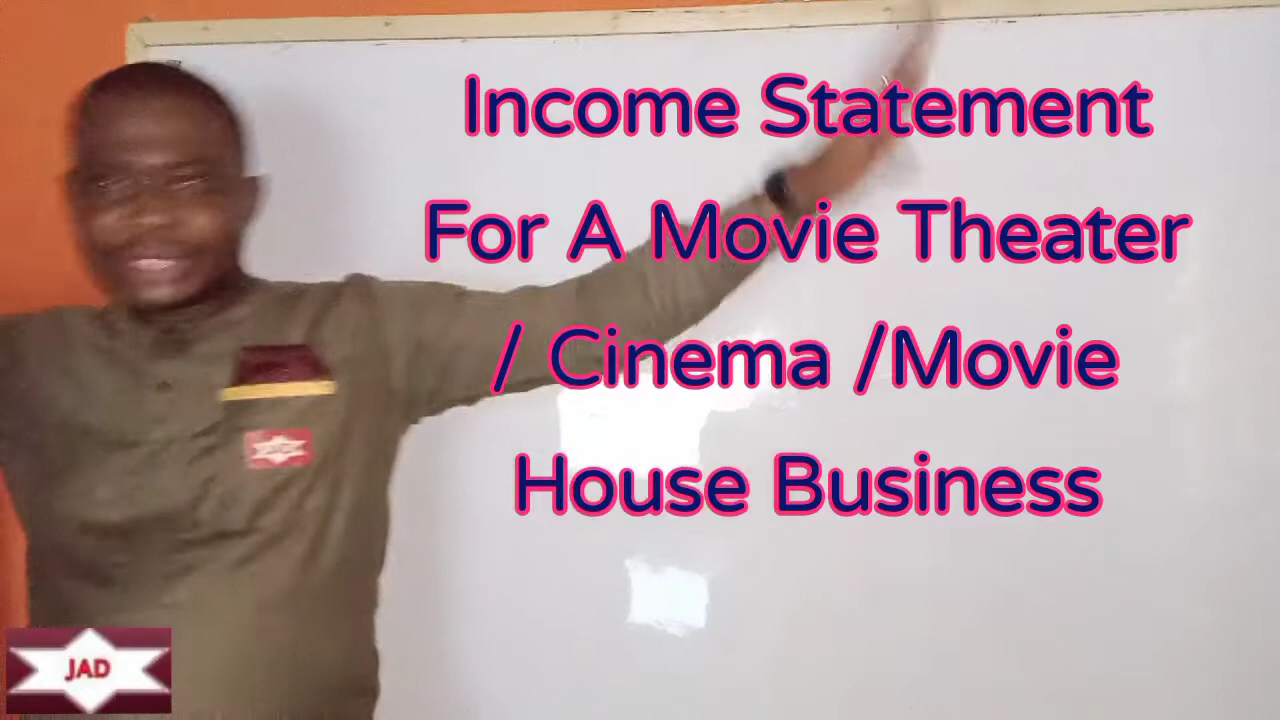 Income Statement
For A Movie Theater
/ Cinema /Movie
House Business
JAD